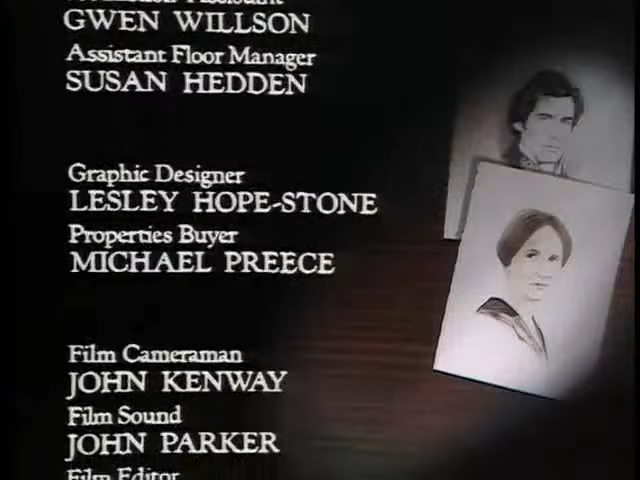 GWEN WILLSON
Assistant Floor Manager
SUSAN HEDDEN
Graphic Designer
LESLEY HOPE-STONE
Properties Buyer
MICHAEL PREECE
Film Cameraman
JOHN KENWAY
Film Sound
JOHN PARKER
Film Editor